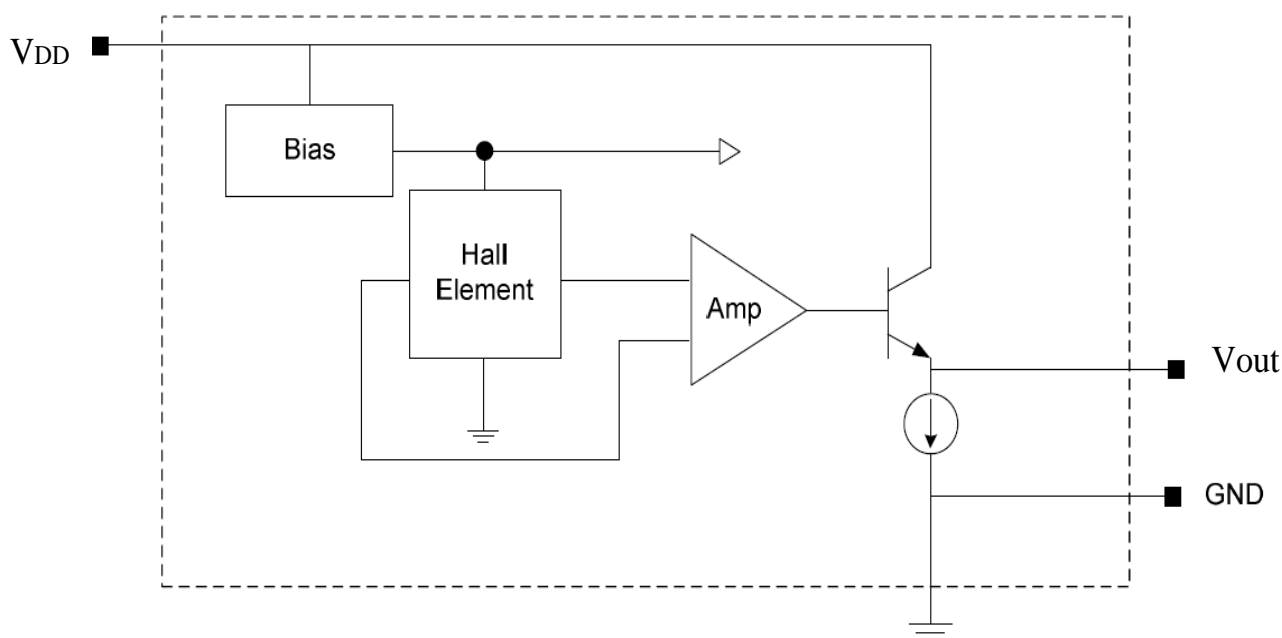 VDD
Bias
Hall
Element
Amp
Vout
GND